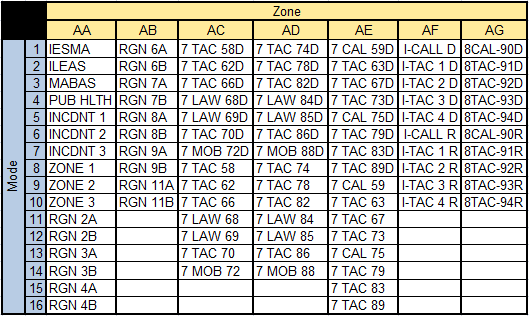 Zone
AA AB AC AD AE AF AG
Mode
1 IESMA RGN 6A 7 TAC 58D 7 TAC 74D 7 CAL 59D I-CALL D 8CAL-90D
2 ILEAS RGN 6B 7 TAC 62D 7 TAC 78D 7 TAC 63D I-TAC 1 D 8TAC-91D
3 MABAS RGN 7A 7 TAC 66D 7 TAC 82D 7 TAC 67D I-TAC 2 D 8TAC-92D
4 PUB HLTH RGN 7B 7 LAW 68D 7 LAW 84D 7 TAC 73D I-TAC 3 D 8TAC-93D
5 INCDNT 1 RGN 8A 7 LAW 69D 7 LAW 85D 7 CAL 75D I-TAC 4 D 8TAC-94D
6 INCDNT 2 RGN 8B 7 TAC 70D 7 TAC 86D 7 TAC 79D I-CALL R 8CAL-90R
7 INCDNT 3 RGN 9A 7 MOB 72D 7 MOB 88D 7 TAC 83D I-TAC 1 R 8TAC-91R
8 ZONE 1 RGN 9B 7 TAC 58 7 TAC 74 7 TAC 89D I-TAC 2 R 8TAC-92R
9 ZONE 2 RGN 11A 7 TAC 62 7 TAC 78 7 CAL 59 I-TAC 3 R 8TAC-93R
10 ZONE 3 RGN 11B 7 TAC 66 7 TAC 82 7 TAC 63 I-TAC 4 R 8TAC-94R
11 RGN 2A 7 LAW 68 7 LAW 84 7 TAC 67
12 RGN 2B 7 LAW 69 7 LAW 85 7 TAC 73
13 RGN 3A 7 TAC 70 7 TAC 86 7 CAL 75
14 RGN 3B 7 MOB 72 7 MOB 88 7 TAC 79
15 RGN 4A 7 TAC 83
16 RGN 4B 7 TAC 89